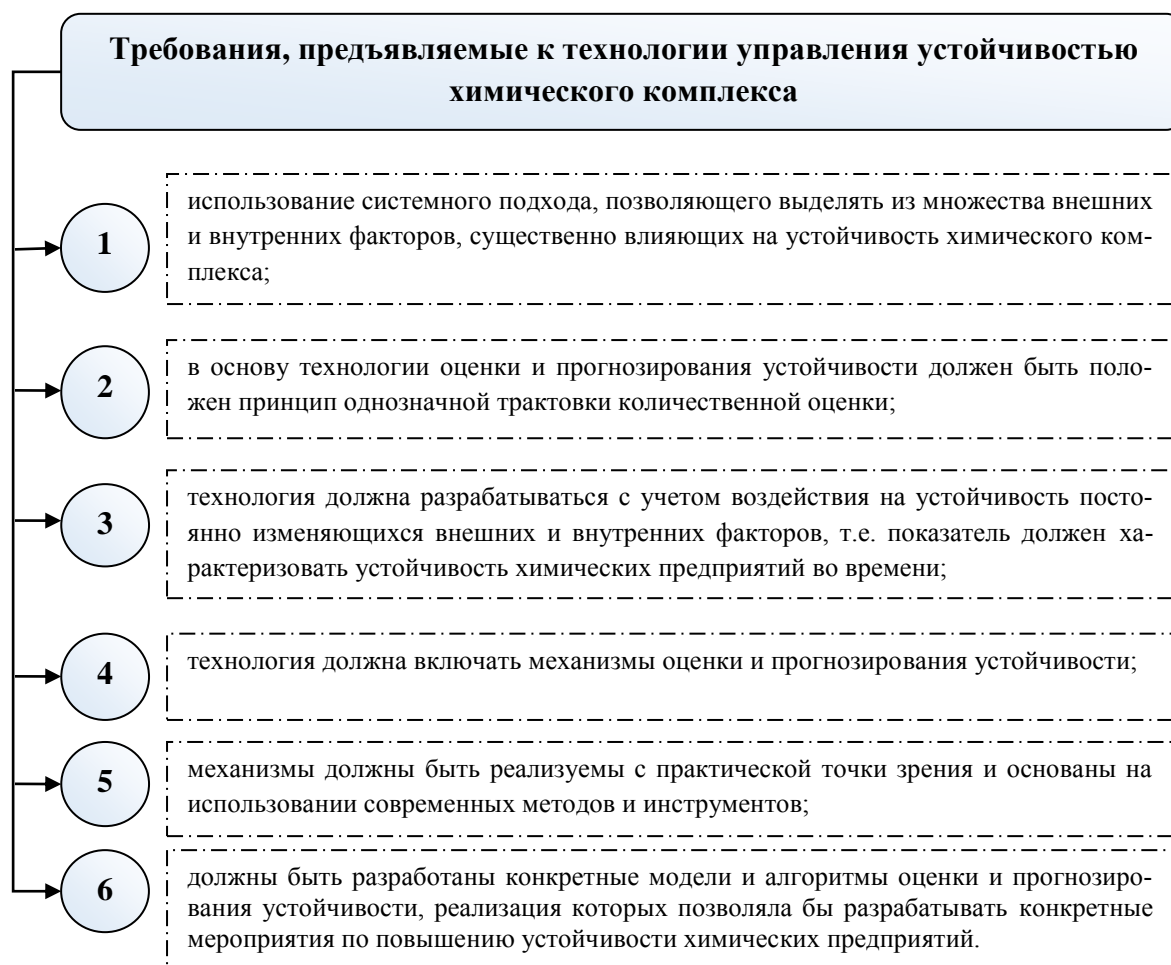 Требования, предъявляемые к технологии управления устойчивостью
химического комплекса
1
использование системного подхода, позволяющего выделять из множества внешних
и внутренних факторов, существенно влияющих на устойчивость химического ком-
плекса;
2
в основу технологии оценки и прогнозирования устойчивости должен быть поло-
жен принцип однозначной трактовки количественной оценки;
3
технология должна разрабатываться с учетом воздействия на устойчивость посто-
янно изменяющихся внешних и внутренних факторов, т.е. показатель должен ха-
рактеризовать устойчивость химических предприятий во времени;
4
технология должна включать механизмы оценки и прогнозирования устойчивости;
5
механизмы должны быть реализуемы с практической точки зрения и основаны на
использовании современных методов и инструментов;
6
должны быть разработаны конкретные модели и алгоритмы оценки и прогнозиро-
вания устойчивости, реализация которых позволяла бы разрабатывать конкретные
мероприятия по повышению устойчивости химических предприятий.